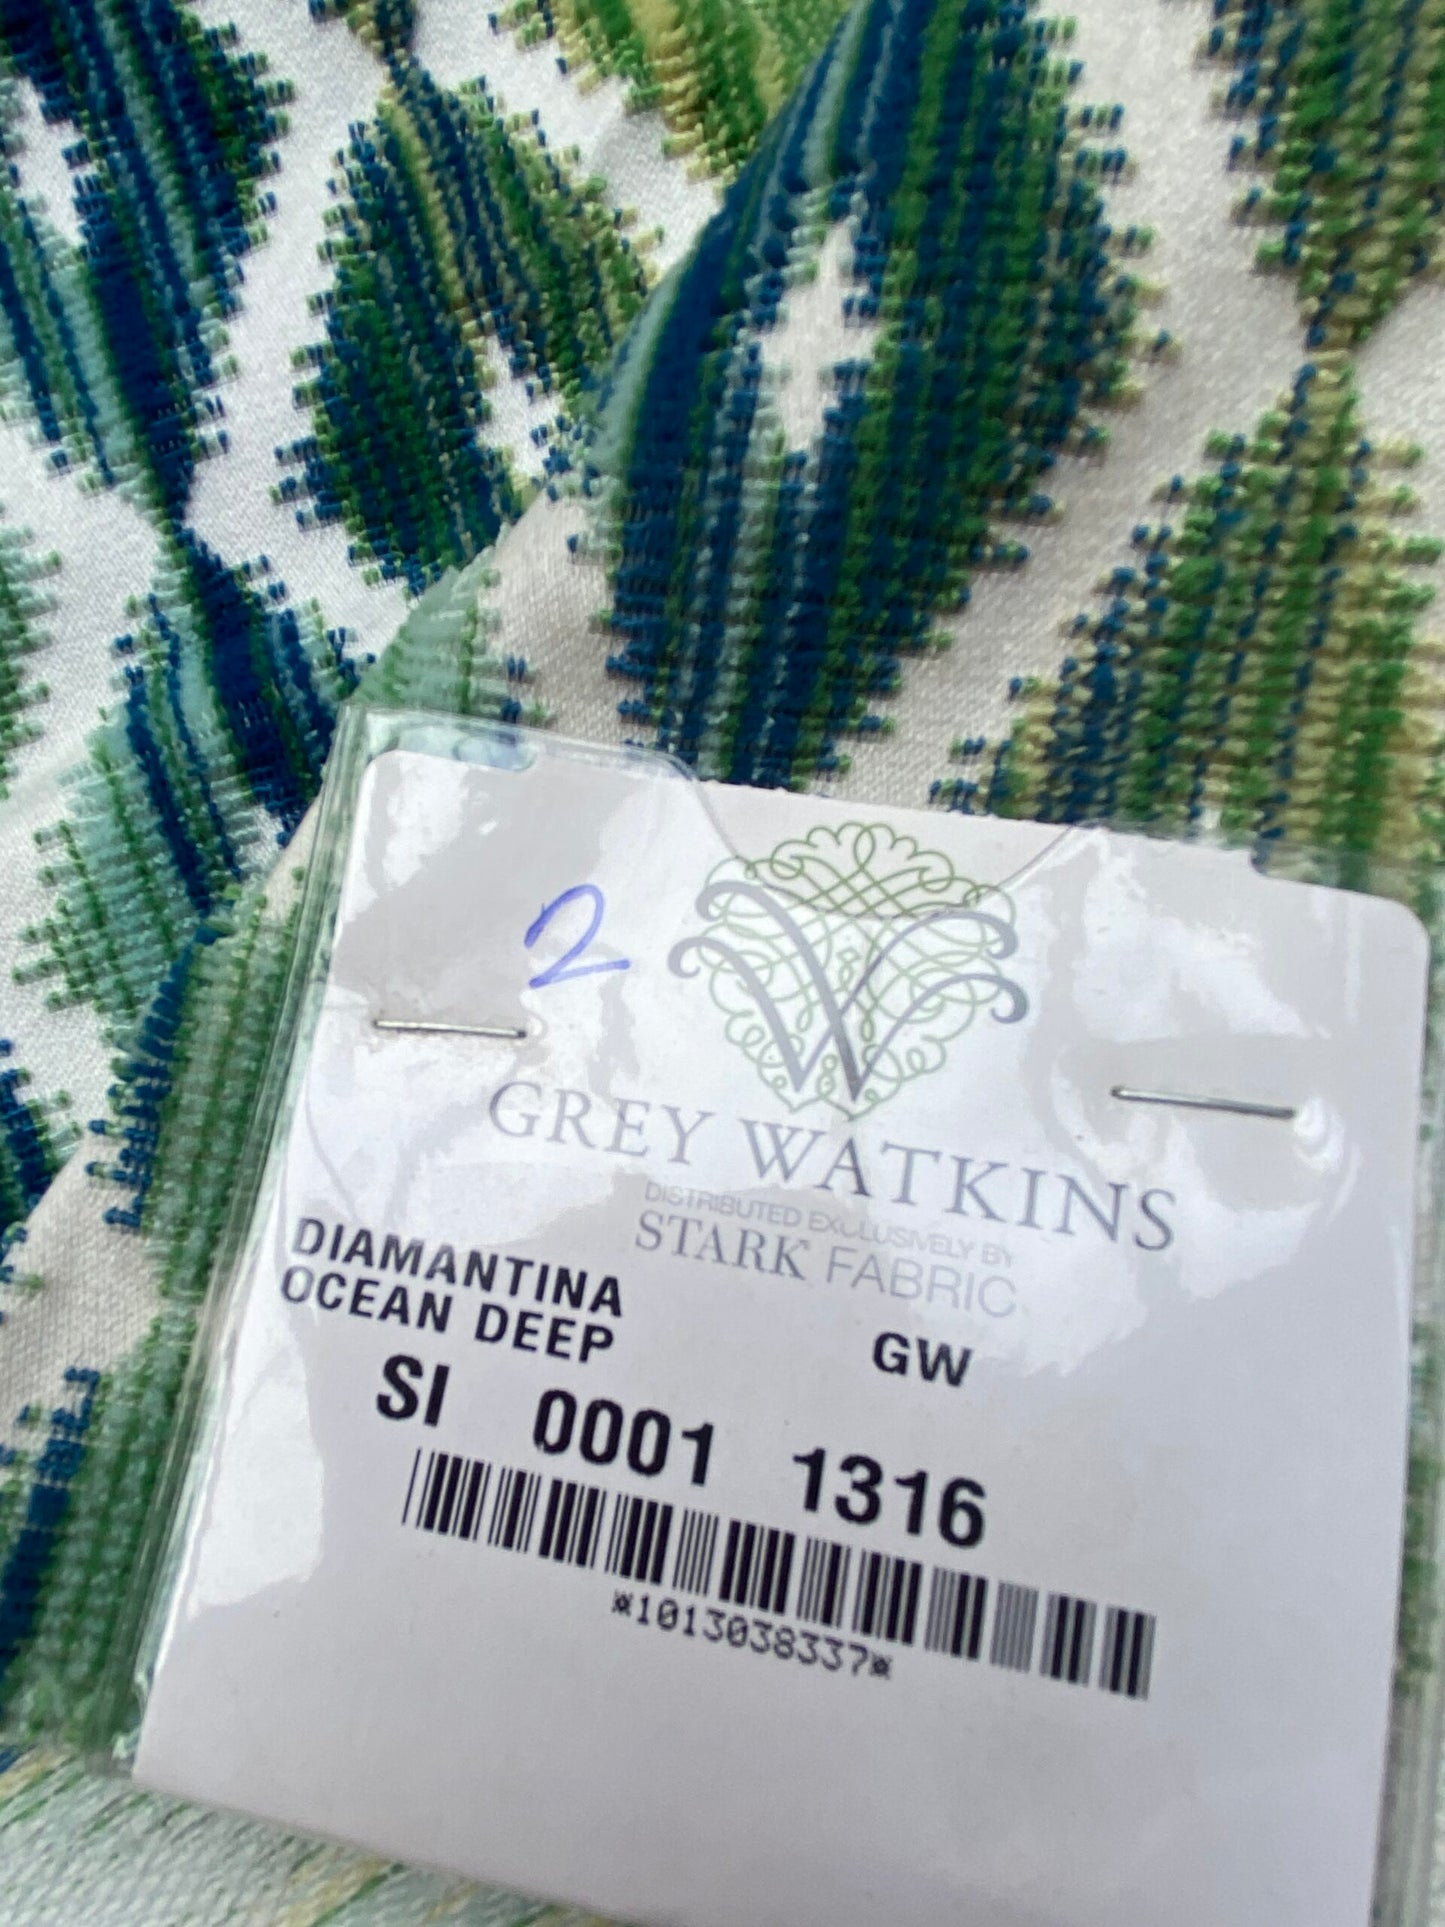 2
W
GREY WATKINS
DISTRIBUTED EXCLUSIVELY BY
STARK FABRIC
DIAMANTINA
OCEAN DEEP GW
SI 0001 1316
*1013038337*